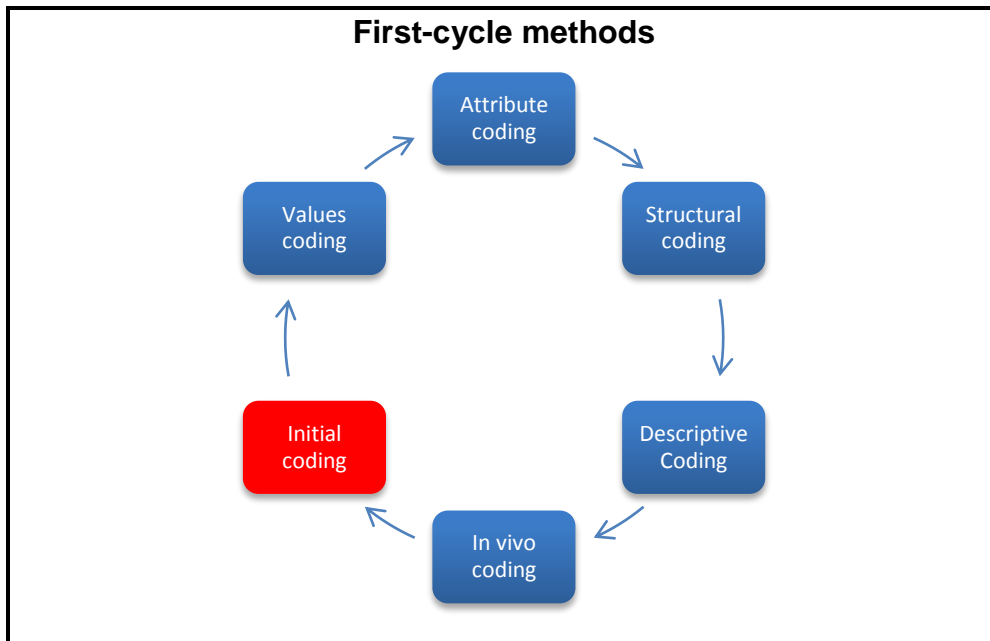 First-cycle methods
Attribute
coding
Structural
coding
Descriptive
Coding
In vivo
coding
Initial
coding
Values
coding